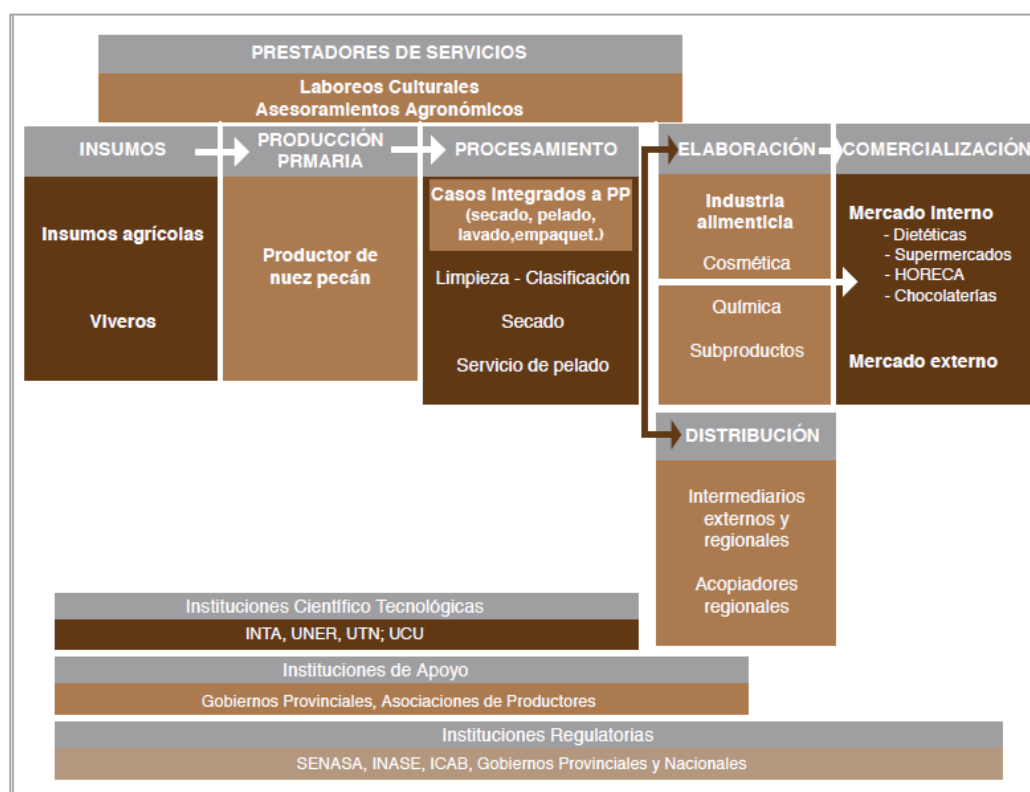 PRESTADORES DE SERVICIOS
Laboreos Culturales
Asesoramientos Agronómicos
INSUMOS
Insumos agrícolas
Viveros
PRODUCCIÓN
PRMARIA
Productor de
nuez pecán
PROCESAMIENTO
Casos Integrados a PP
(secado, pelado,
lavado,empaquet.)
Limpieza - Clasificación
Secado
Servicio de pelado
ELABORACIÓN
Industria
alimenticia
Cosmética
Química
Subproductos
COMERCIALIZACIÓN
Mercado Interno
- Dietéticas
- Supermercados
- HORECA
- Chocolaterías
Mercado externo
DISTRIBUCIÓN
Intermediarios
externos y
regionales
Acopiadores
regionales
Instituciones Científico Tecnológicas
INTA, UNER, UTN; UCU
Instituciones de Apoyo
Gobiernos Provinciales, Asociaciones de Productores
Instituciones Regulatorias
SENASA, INASE, ICAB, Gobiernos Provinciales y Nacionales